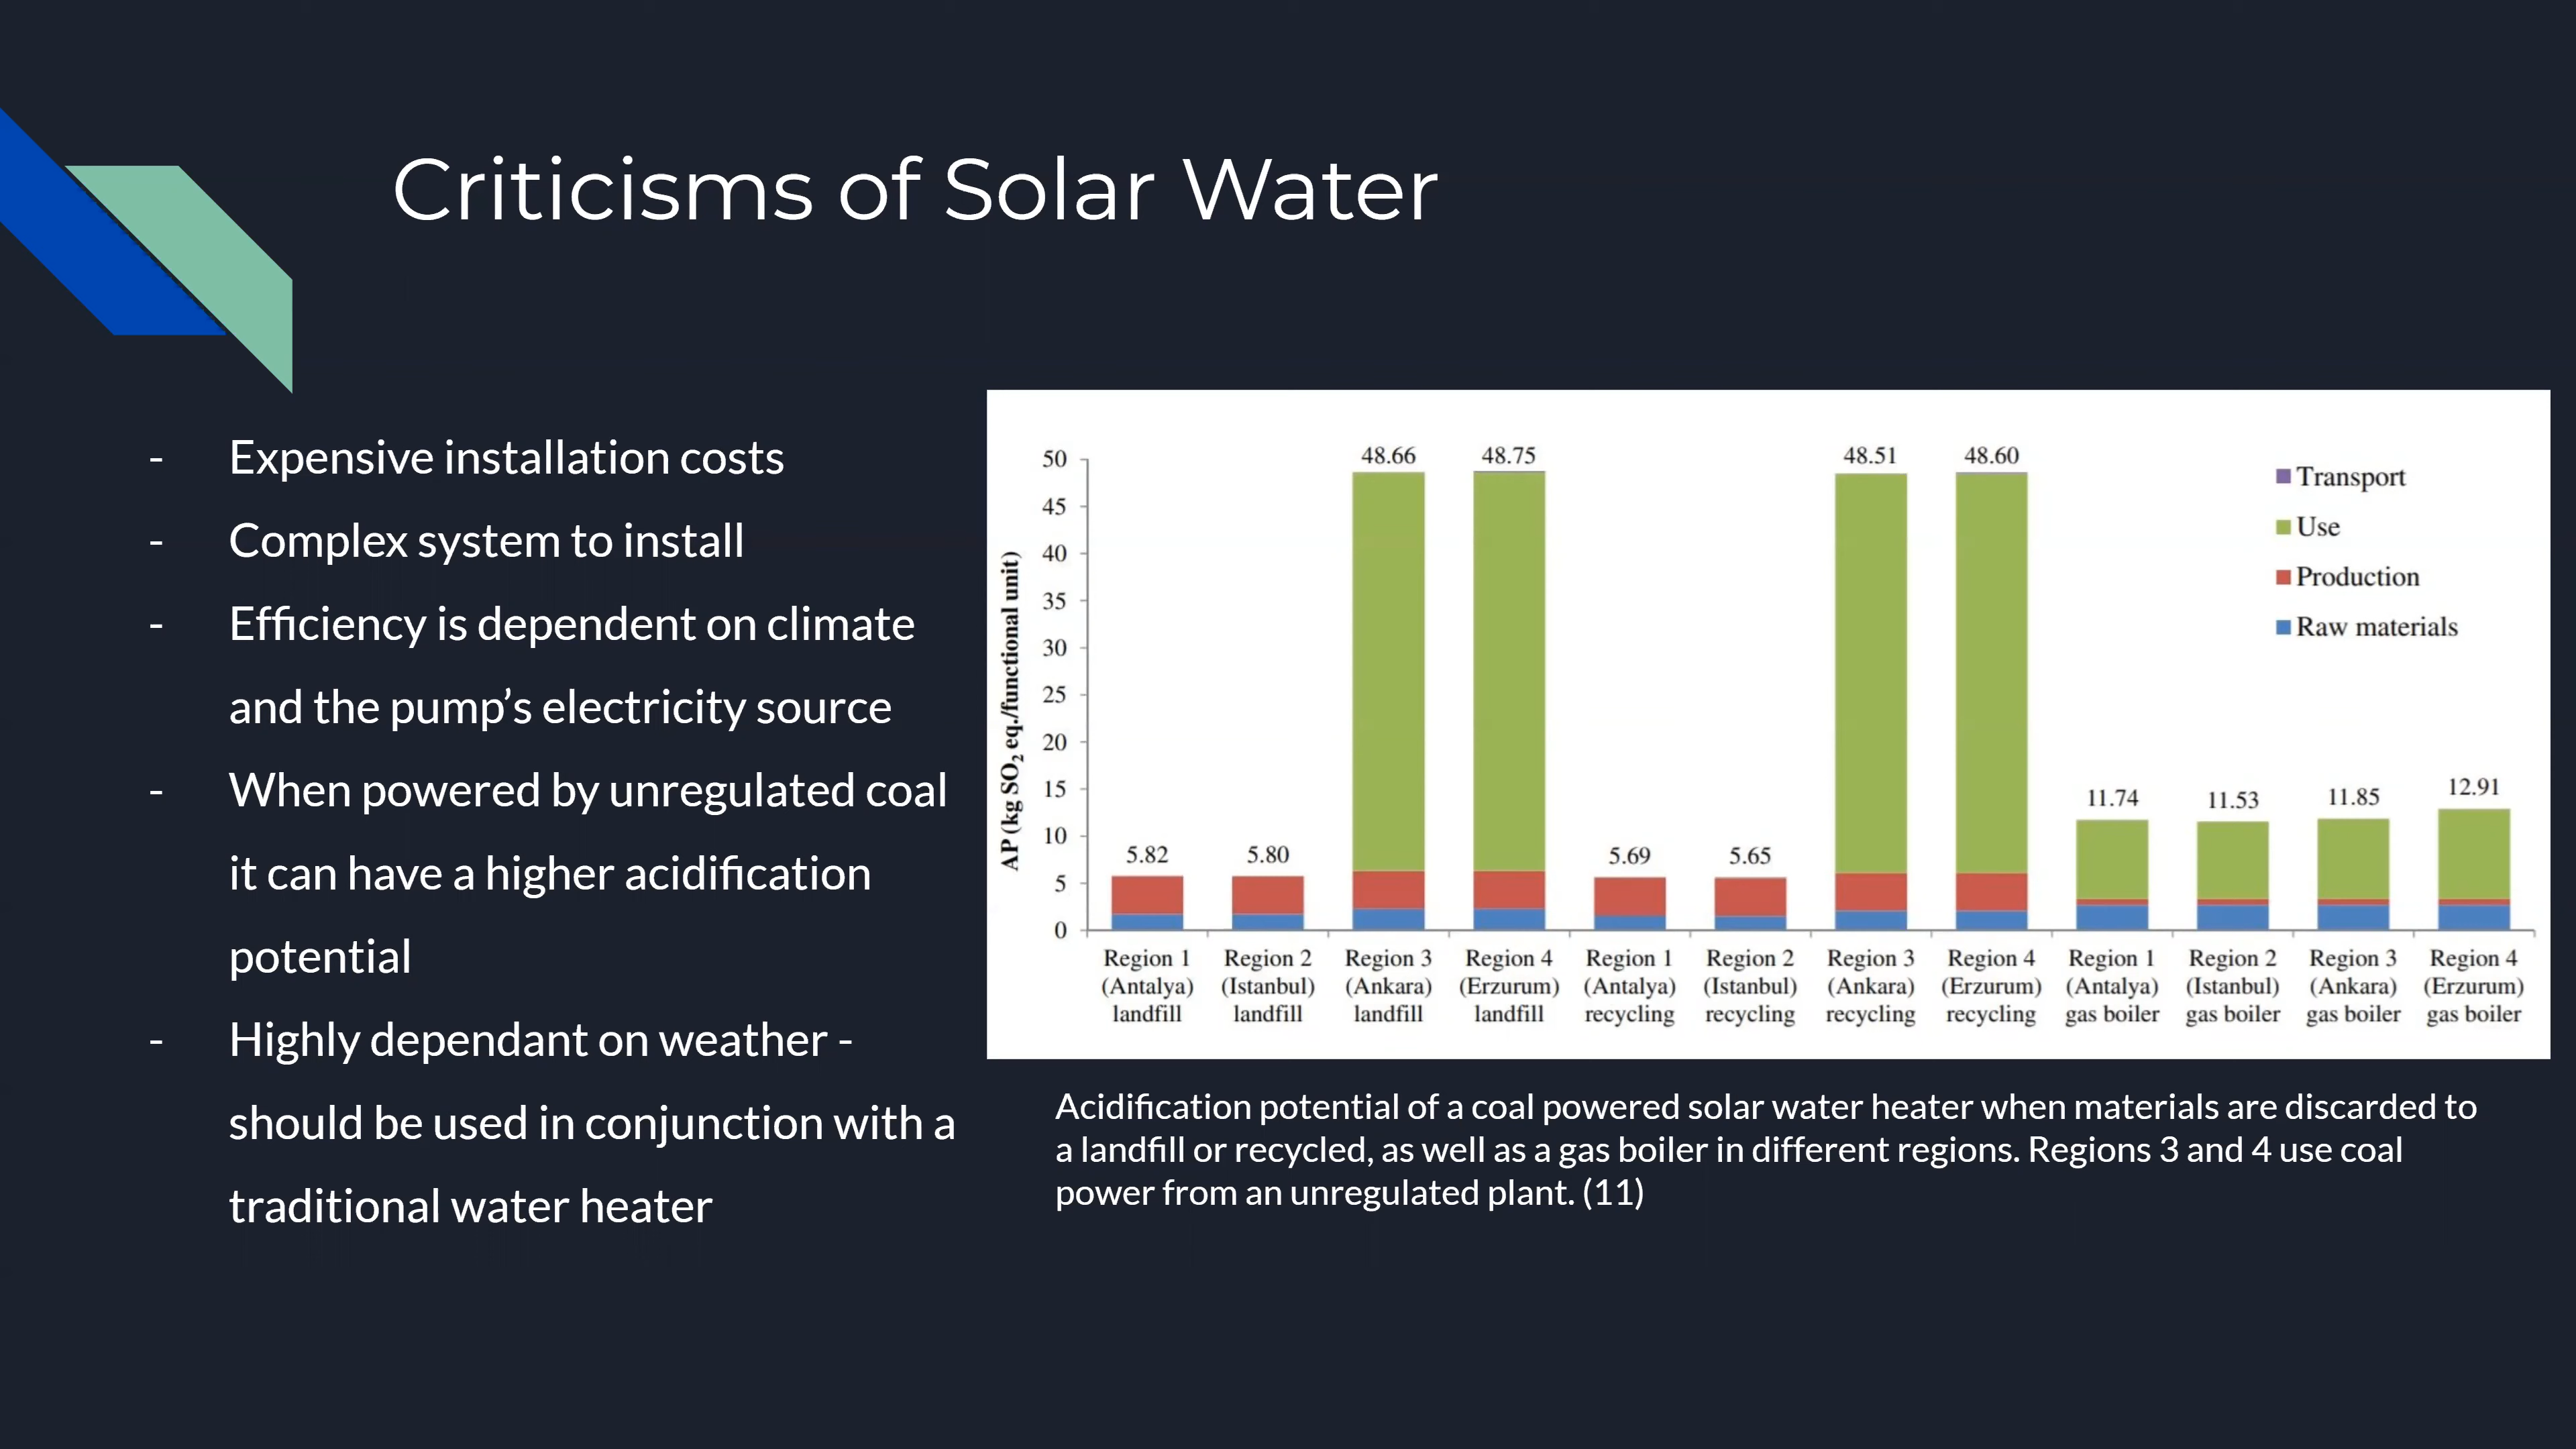 Criticisms of Solar Water
- Expensive installation costs
- Complex system to install
- Efficiency is dependent on climate
and the pump's electricity source
- When powered by unregulated coal
it can have a higher acidification
potential
- Highly dependant on weather -
should be used in conjunction with a
traditional water heater
AP (kg SO₂ eq./functional unit)
50
45
40
35
30
25
20
15
10
5
0
5.82
5.80
48.66
48.75
5.69
5.65
48.51
48.60
11.74
11.53
11.85
12.91
Transport
Use
Production
Raw materials
Region 1
(Antalya)
landfill
Region 2
(Istanbul)
landfill
Region 3
(Ankara)
landfill
Region 4
(Erzurum)
landfill
Region 1
(Antalya)
recycling
Region 2
(Istanbul)
recycling
Region 3
(Ankara)
recycling
Region 4
(Erzurum)
recycling
Region 1
(Antalya)
gas boiler
Region 2
(Istanbul)
gas boiler
Region 3
(Ankara)
gas boiler
Region 4
(Erzurum)
gas boiler
Acidification potential of a coal powered solar water heater when materials are discarded to
a landfill or recycled, as well as a gas boiler in different regions. Regions 3 and 4 use coal
power from an unregulated plant. (11)